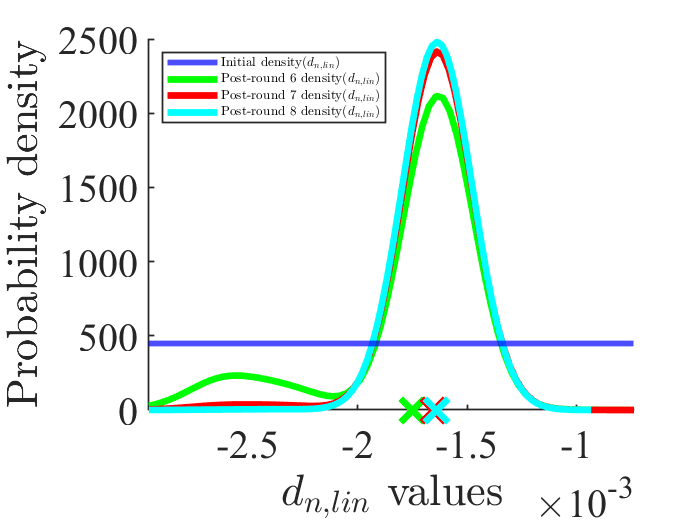 Probability density
2500
2000
1500
1000
500
0
Initial density(d_{n,lin})
Post-round 6 density(d_{n,lin})
Post-round 7 density(d_{n,lin})
Post-round 8 density(d_{n,lin})
-2.5 -2 -1.5 -1
d_{n,lin} values ×10^{-3}